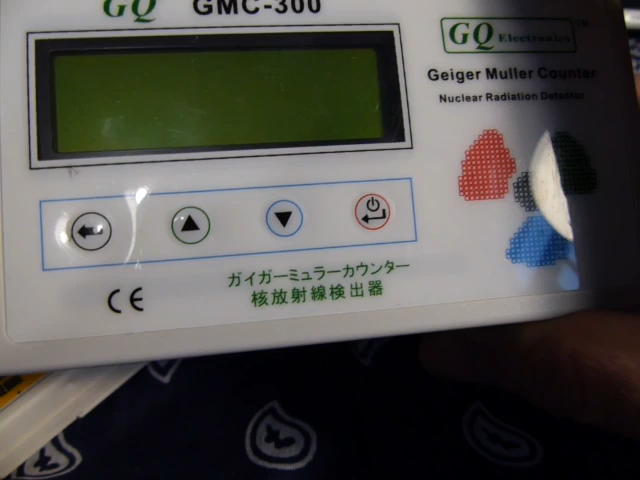 GQ GMC-300
GQ Electronics ™
Geiger Muller Counter
Nuclear Radiation Detector
CE
ガイガーミュラーカウンター
核放射線検出器